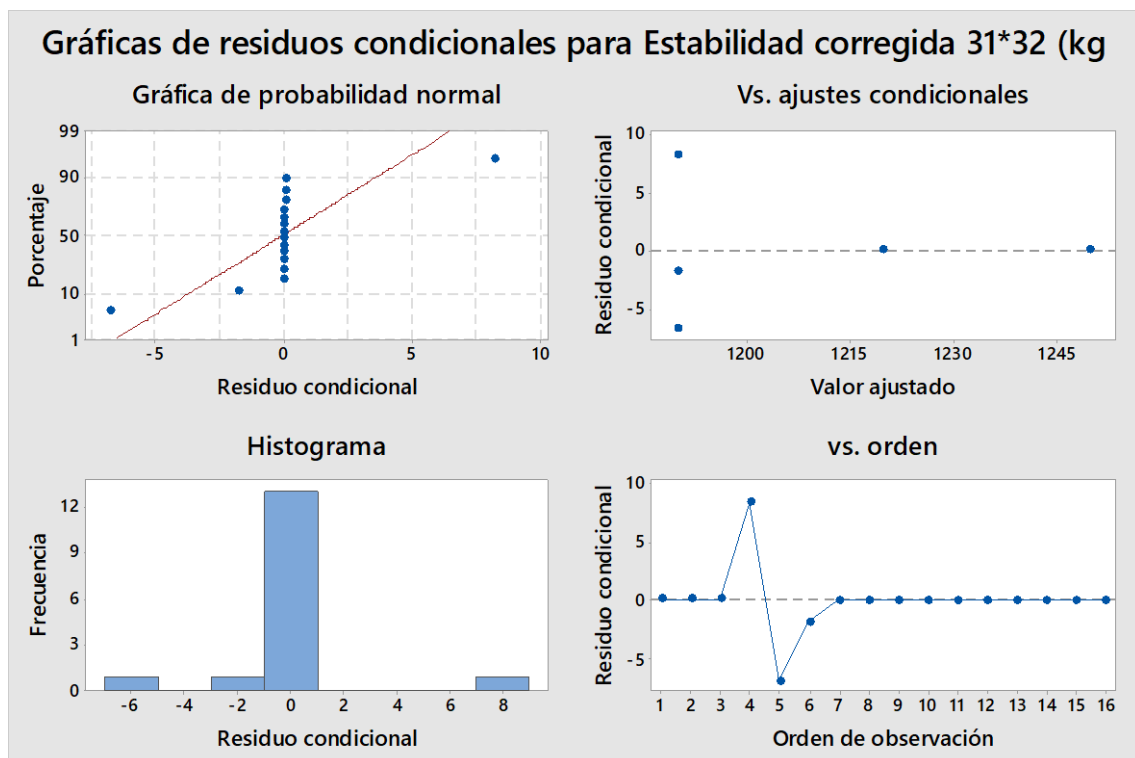 Gráficas de residuos condicionales para Estabilidad corregida 31*32 (kg
Gráfica de probabilidad normal
99
90
50
10
1
Porcentaje
-5
0
5
10
Residuo condicional
Vs. ajustes condicionales
10
5
0
-5
Residuo condicional
1200
1215
1230
1245
Valor ajustado
Histograma
12
9
6
3
0
Frecuencia
-6
-4
-2
0
2
4
6
8
Residuo condicional
vs. orden
10
5
0
-5
Residuo condicional
1 2 3 4 5 6 7 8 9 10 11 12 13 14 15 16
Orden de observación